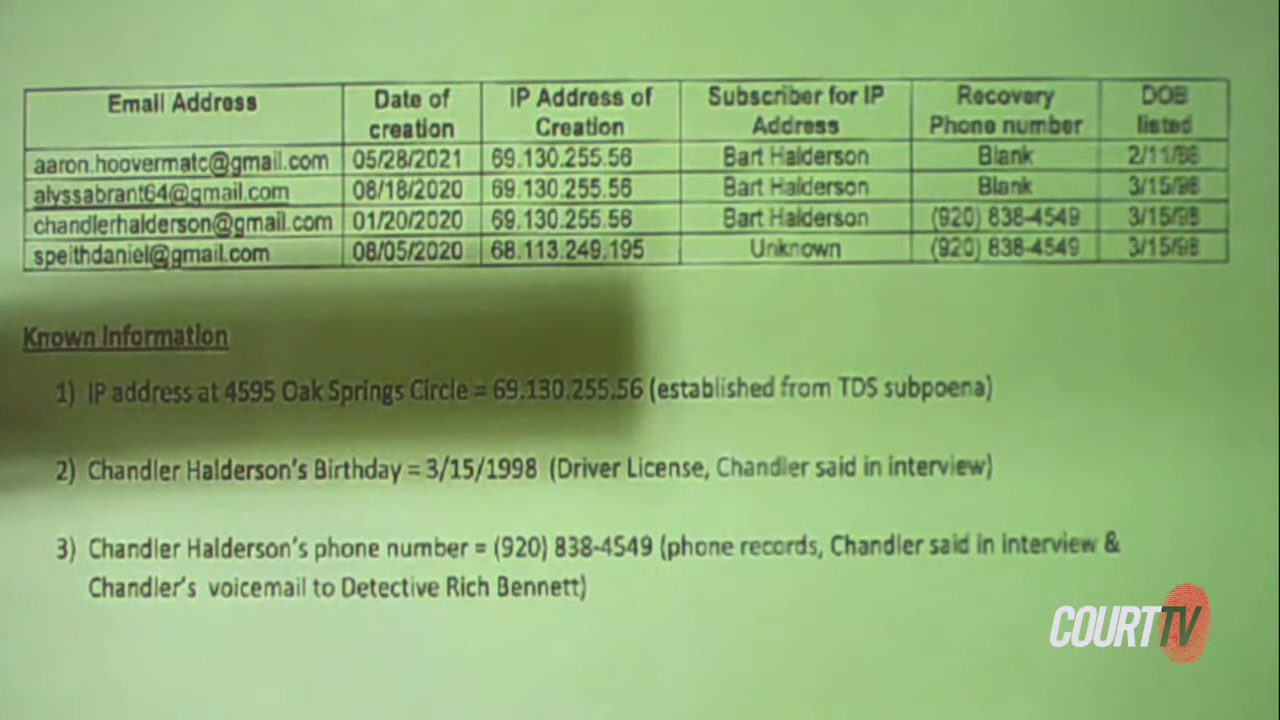 Email Address Date of creation IP Address of Creation Subscriber for IP Address Recovery Phone number DOB listed
aaron.hoovermatc@gmail.com 05/28/2021 69.130.255.56 Bart Halderson Blank 2/11/
alyssabrant64@gmail.com 08/18/2020 69.130.255.56 Bart Halderson Blank 3/15/98
chandlerhalderson@gmail.com 01/20/2020 69.130.255.56 Bart Halderson (920) 838-4549 3/15/98
speithdaniel@gmail.com 08/05/2020 68.113.249.195 Unknown (920) 838-4549 3/15/98
Known Information
1) IP address at 4595 Oak Springs Circle = 69.130.255.56 (established from TDS subpoena)
2) Chandler Halderson's Birthday = 3/15/1998 (Driver License, Chandler said in interview)
3) Chandler Halderson's phone number = (920) 838-4549 (phone records, Chandler said in interview &
Chandler's voicemail to Detective Rich Bennett)
COURT TV